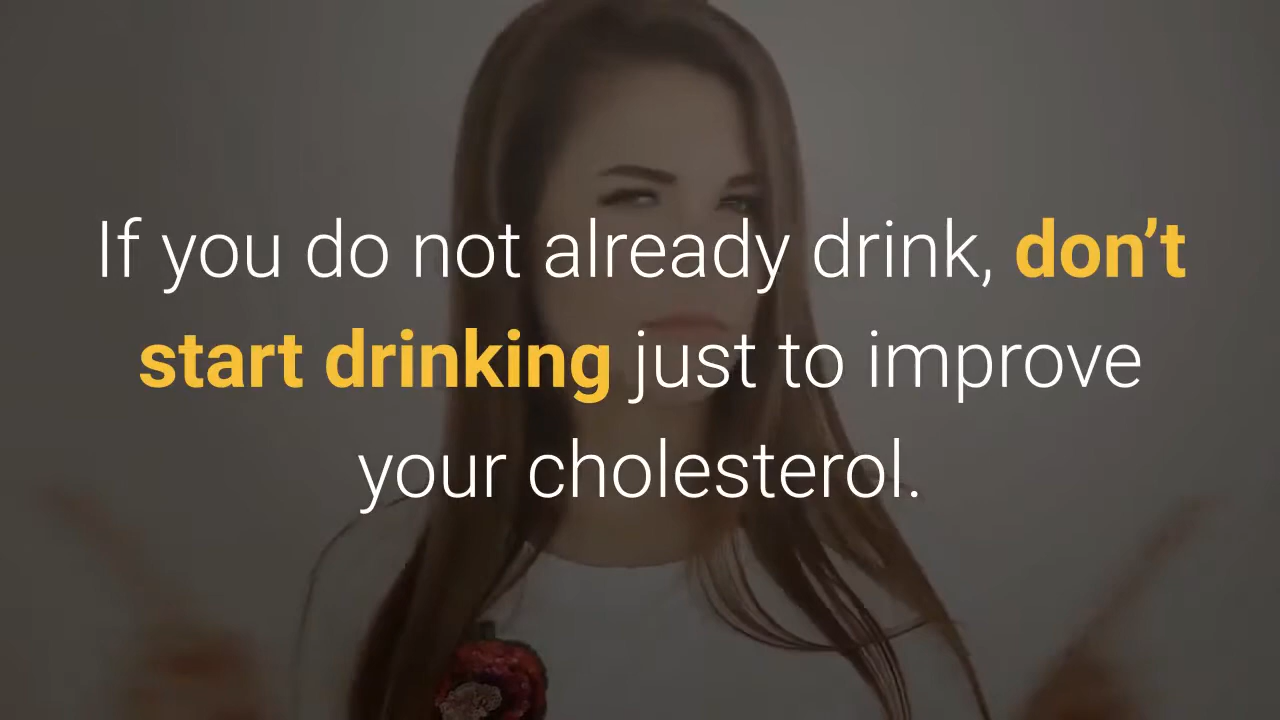 If you do not already drink, don’t
start drinking just to improve
your cholesterol.